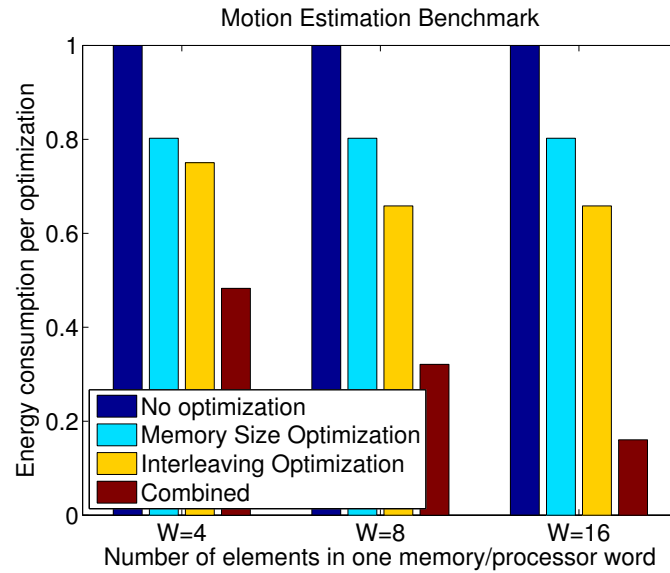 Motion Estimation Benchmark
Energy consumption per optimization
1
0.8
0.6
0.4
0.2
0
No optimization
Memory Size Optimization
Interleaving Optimization
Combined
W=4 W=8 W=16
Number of elements in one memory/processor word